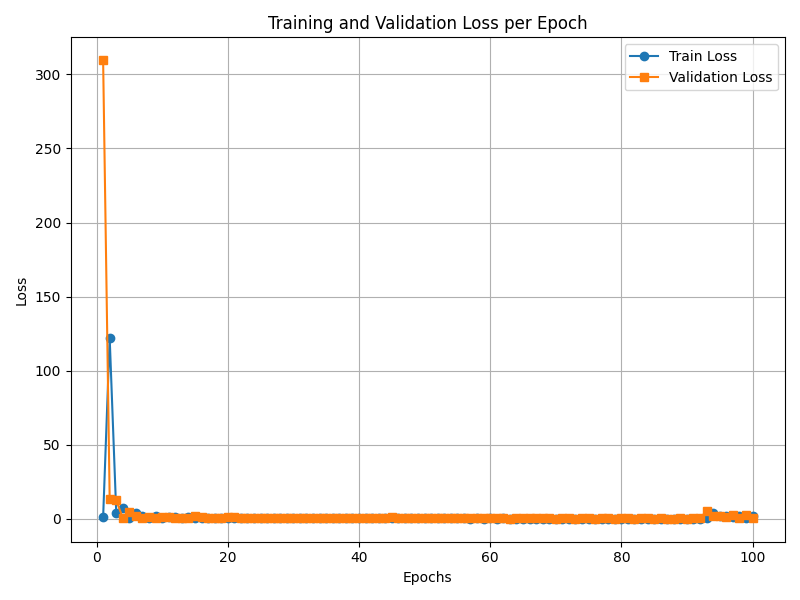 Training and Validation Loss per Epoch
Train Loss
Validation Loss
300
250
200
150
100
50
0
Loss
0 20 40 60 80 100
Epochs